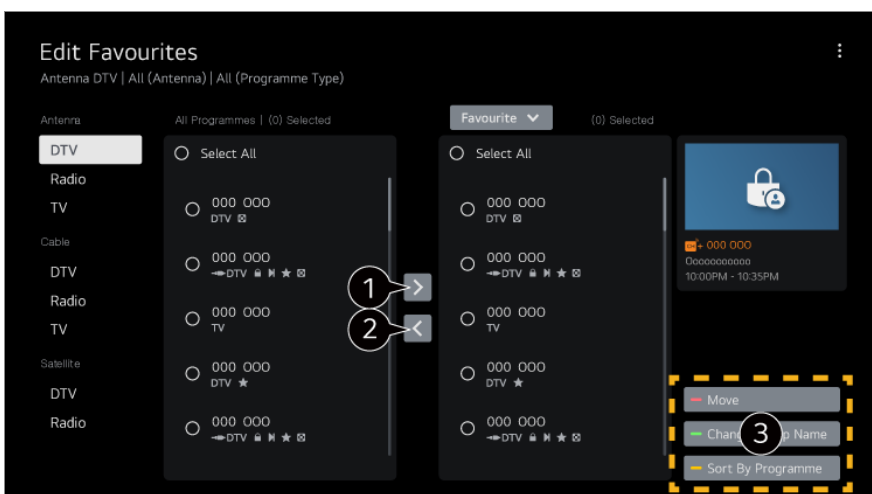 Edit Favourites
Antenna DTV | All (Antenna) | All (Programme Type)
Antenna
DTV
Radio
TV
Cable
DTV
Radio
TV
Satellite
DTV
Radio
All Programmes | (0) Selected
Select All
000 000
DTV
000 000
DTV
000 000
TV
000 000
DTV
000 000
DTV
1
2
Favourite
(0) Selected
Select All
000 000
DTV
000 000
DTV
000 000
TV
000 000
DTV
000 000
DTV
000 000
Ooooooooooo
10:00PM - 10:35PM
Move
3
Name
Sort By Programme